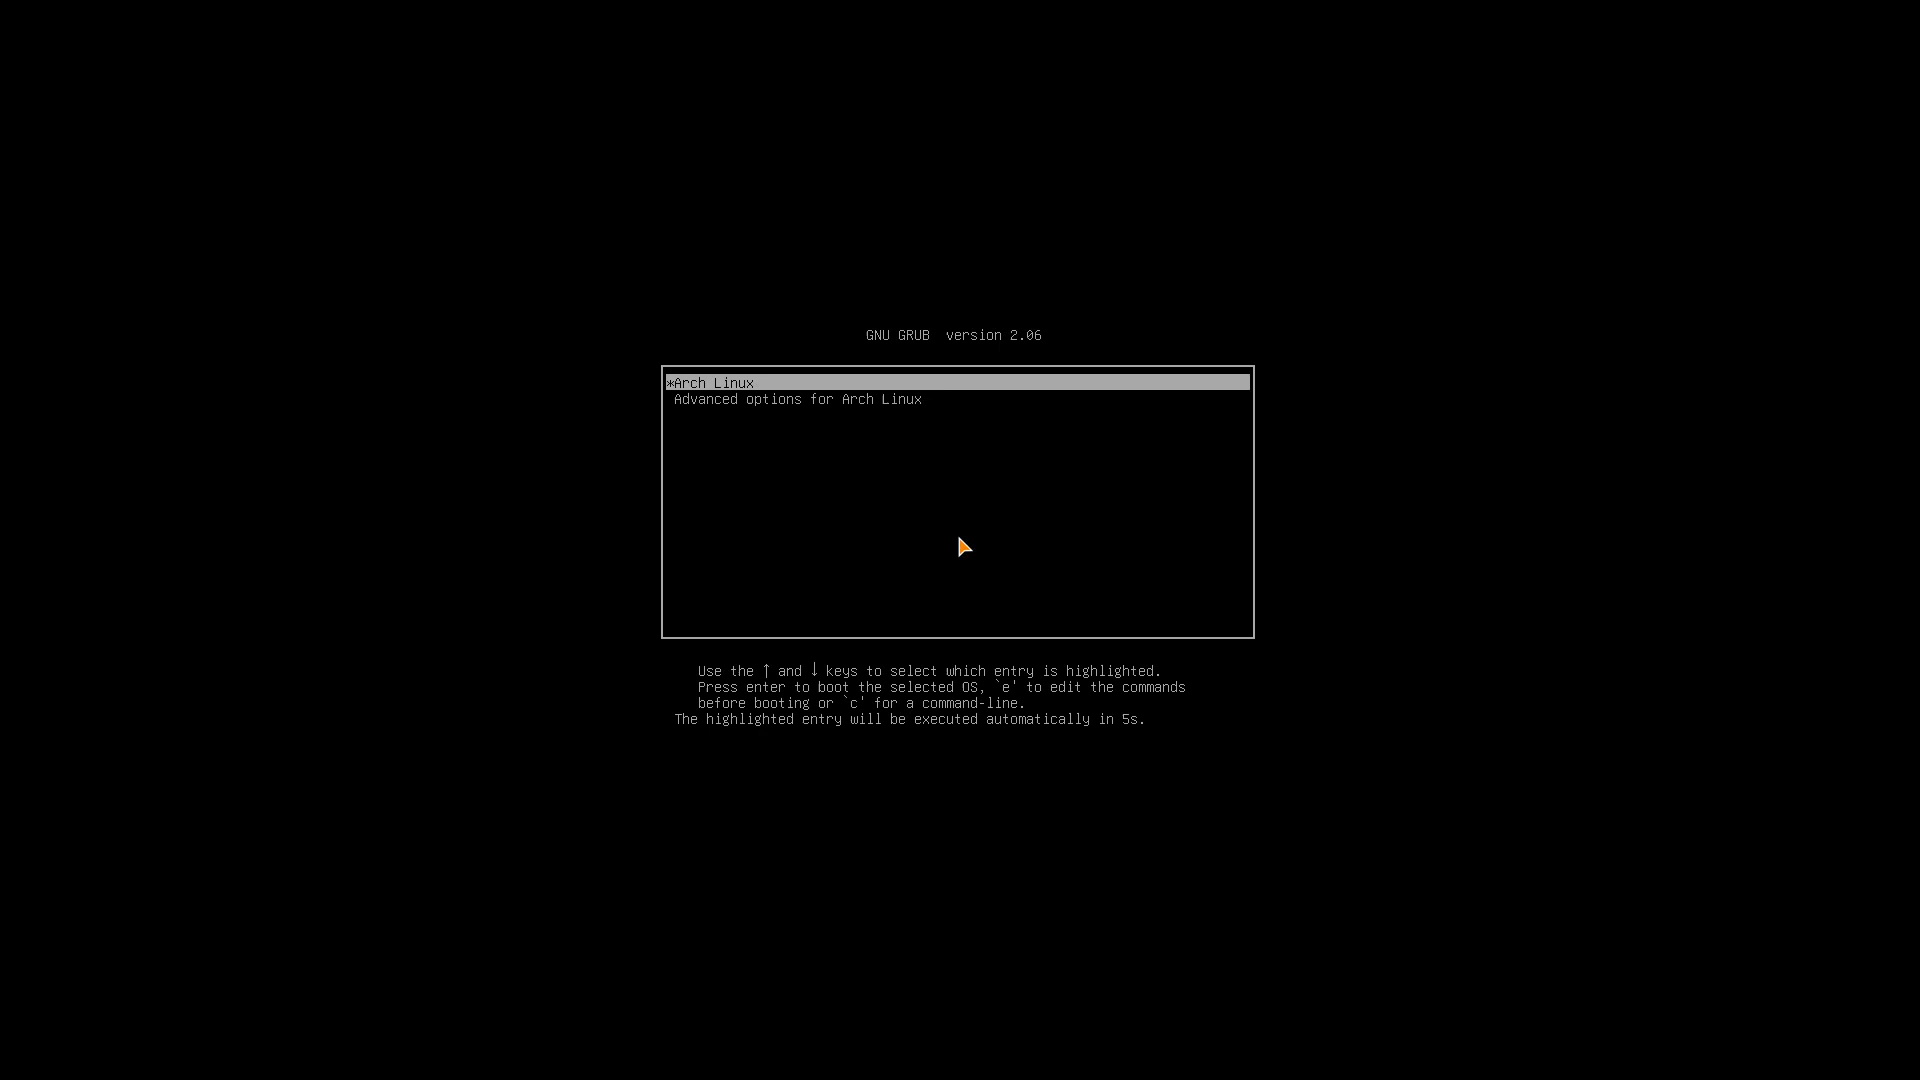 GNU GRUB  version 2.06
*Arch Linux
Advanced options for Arch Linux
Use the ↑ and ↓ keys to select which entry is highlighted.
Press enter to boot the selected OS, `e' to edit the commands
before booting or `c' for a command-line.
The highlighted entry will be executed automatically in 5s.